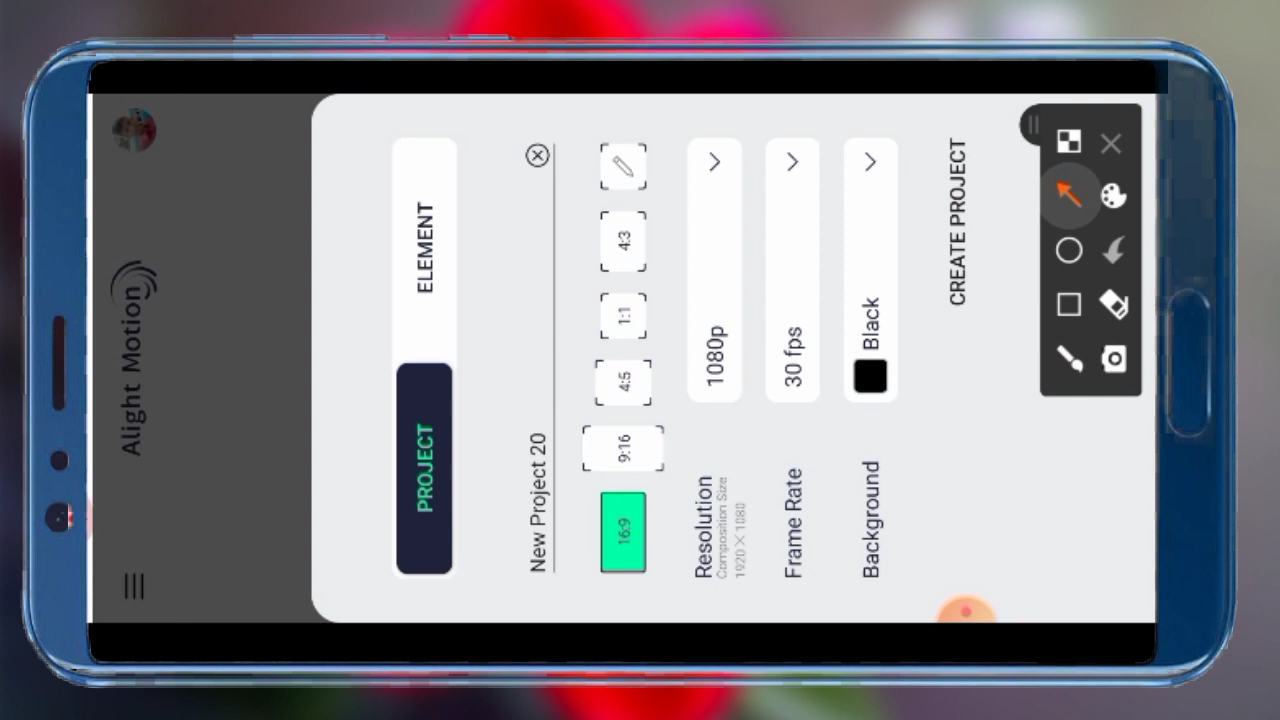 Alight Motion
PROJECT
ELEMENT
New Project 20
16:9
9:16
4:5
1:1
4:3
Resolution
Composition Size
1920 X 1080
1080p
Frame Rate
30 fps
Background
Black
CREATE PROJECT